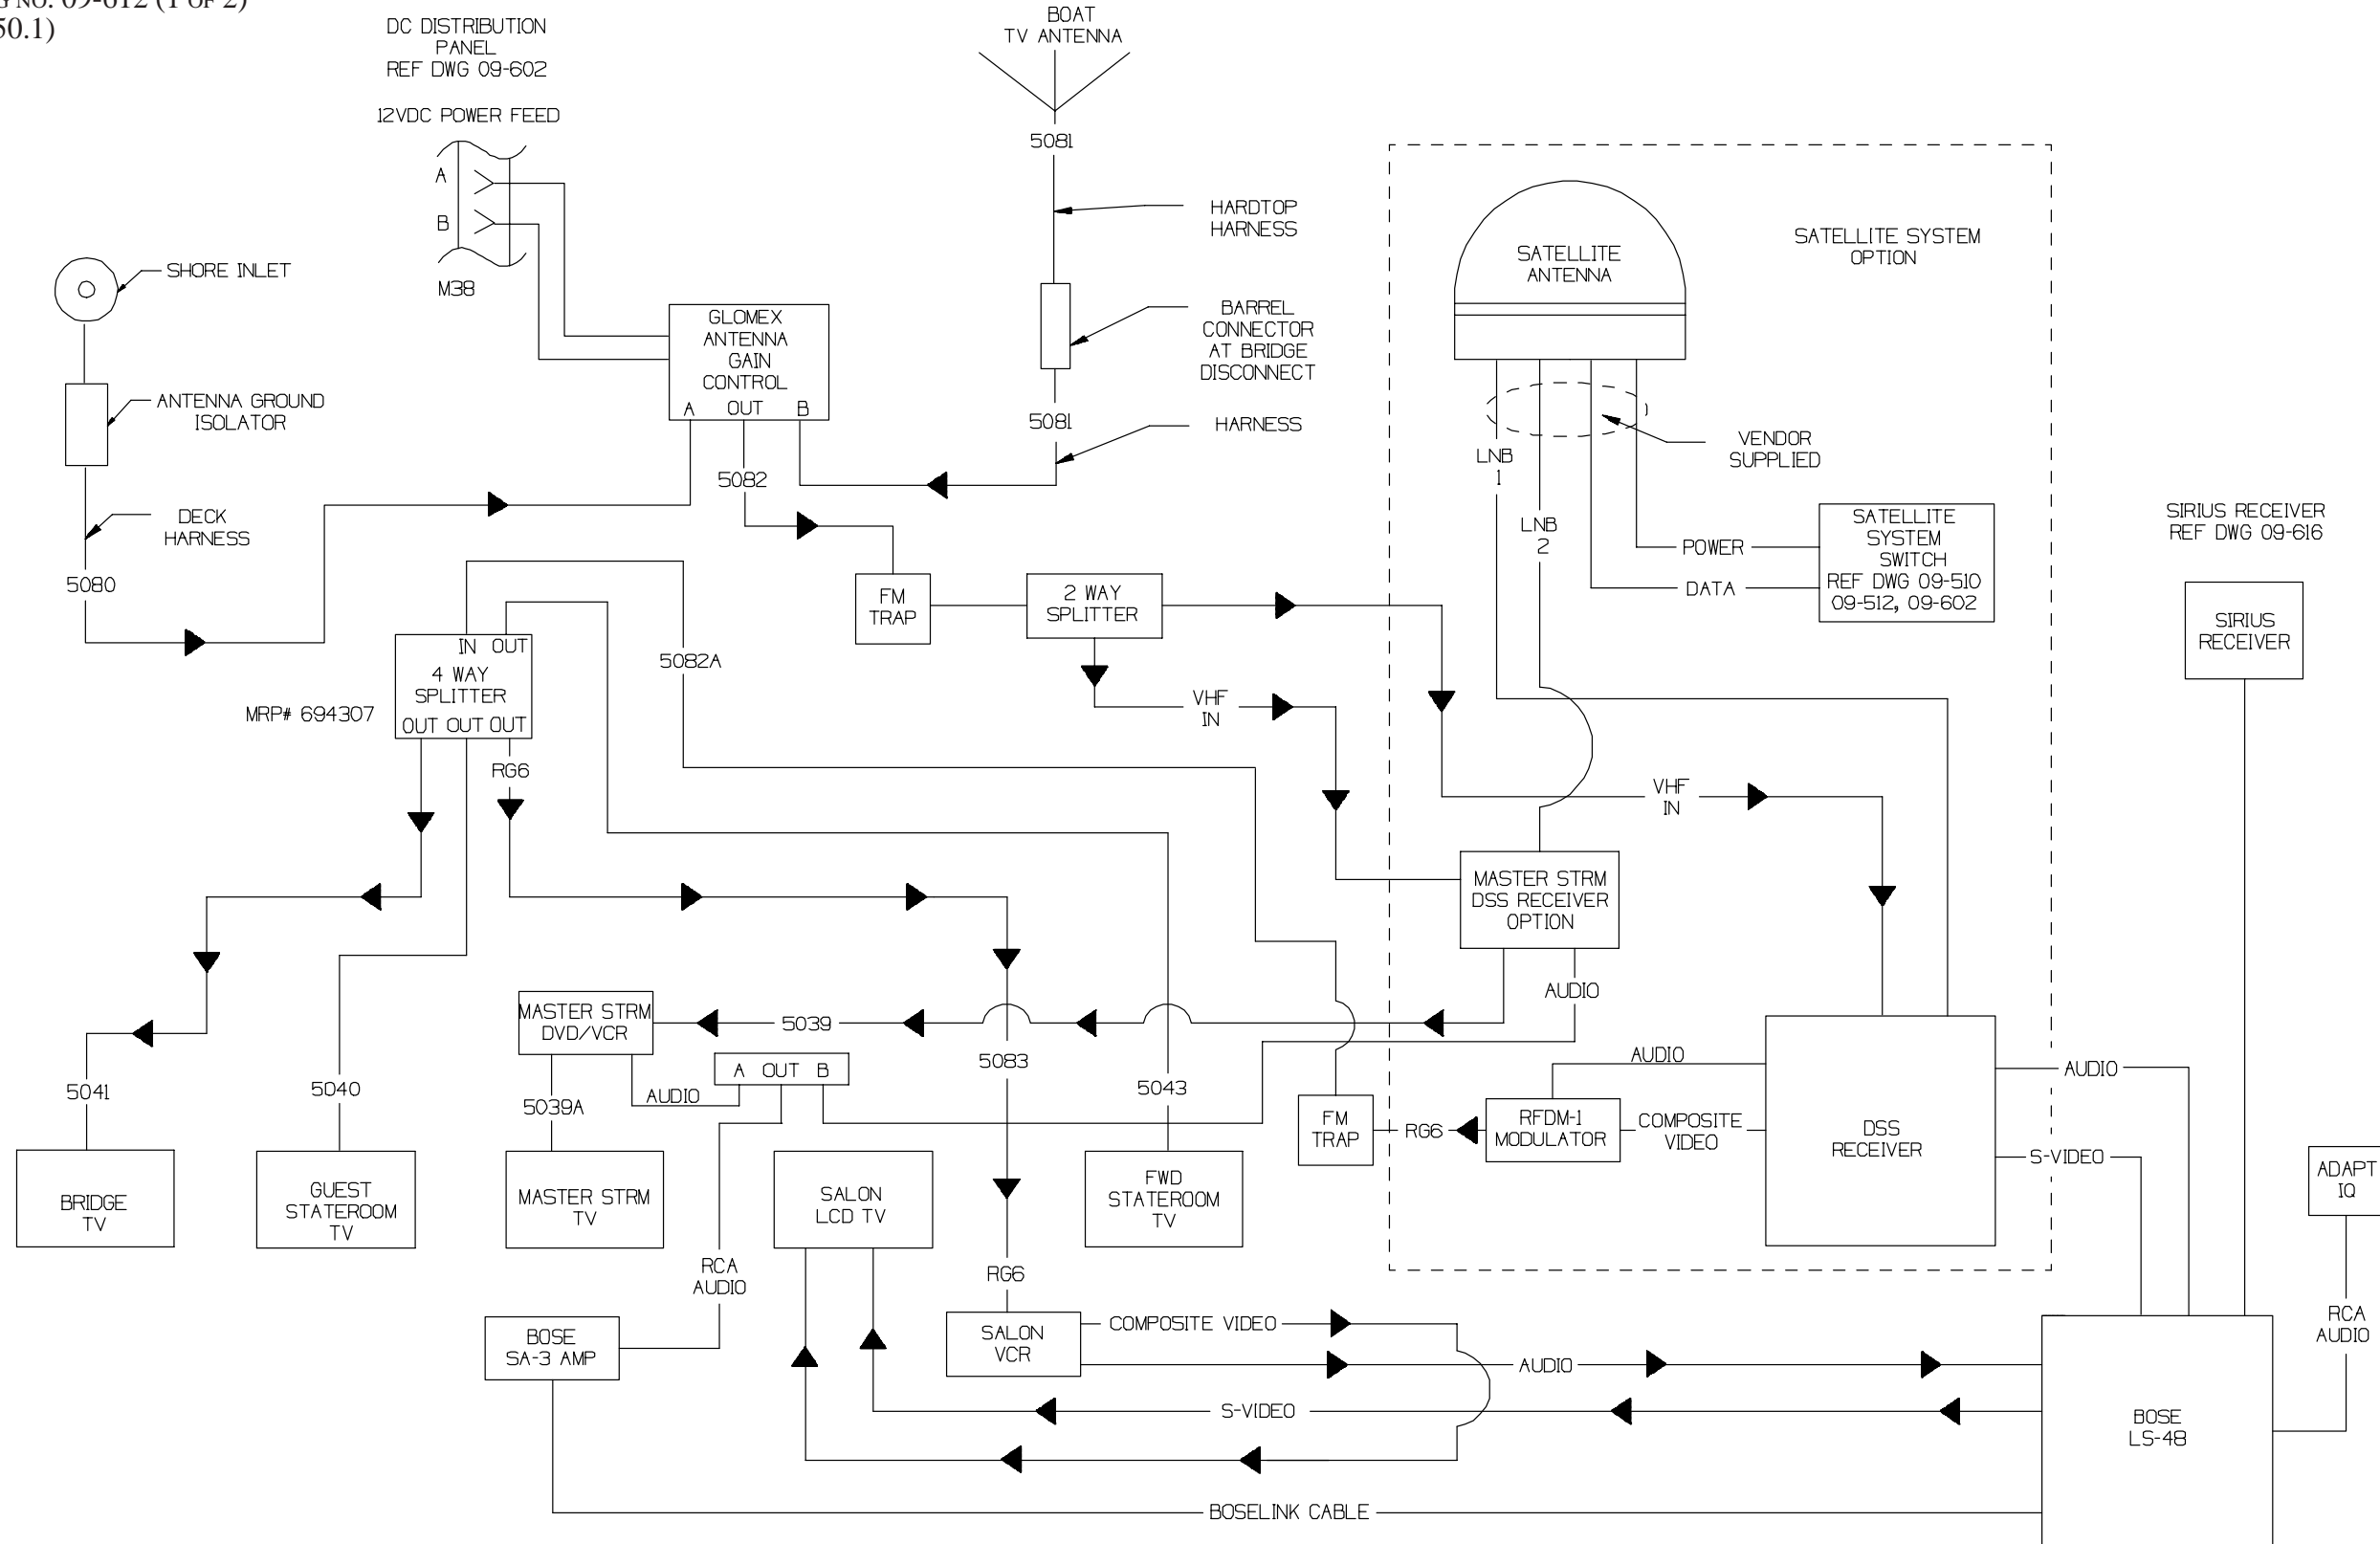 G NO. 09-612 (1 OF 2)
50.1)
DC DISTRIBUTION
PANEL
REF DWG 09-602
12VDC POWER FEED
A
B
M38
BOAT
TV ANTENNA
5081
HARDTOP
HARNESS
BARREL
CONNECTOR
AT BRIDGE
DISCONNECT
5081
HARNESS
SHORE INLET
ANTENNA GROUND
ISOLATOR
DECK
HARNESS
5080
GLOMEX
ANTENNA
GAIN
CONTROL
A OUT B
5082
SATELLITE
ANTENNA
SATELLITE SYSTEM
OPTION
VENDOR
SUPPLIED
LNB
1
LNB
2
POWER
DATA
SATELLITE
SYSTEM
SWITCH
REF DWG 09-510
09-512, 09-602
SIRIUS RECEIVER
REF DWG 09-616
SIRIUS
RECEIVER
FM
TRAP
2 WAY
SPLITTER
VHF
IN
VHF
IN
IN OUT
4 WAY
SPLITTER
OUT OUT OUT
MRP# 694307
5082A
RG6
MASTER STRM
DSS RECEIVER
OPTION
AUDIO
MASTER STRM
DVD/VCR
5039
A OUT B
AUDIO
5039A
5041
5040
5083
5043
FM
TRAP
RG6
RFDM-1
MODULATOR
AUDIO
COMPOSITE
VIDEO
DSS
RECEIVER
AUDIO
S-VIDEO
ADAPT
IQ
RCA
AUDIO
BRIDGE
TV
GUEST
STATEROOM
TV
MASTER STRM
TV
SALON
LCD TV
FWD
STATEROOM
TV
RCA
AUDIO
RG6
BOSE
SA-3 AMP
SALON
VCR
COMPOSITE VIDEO
AUDIO
S-VIDEO
BOSELINK CABLE
BOSE
LS-48